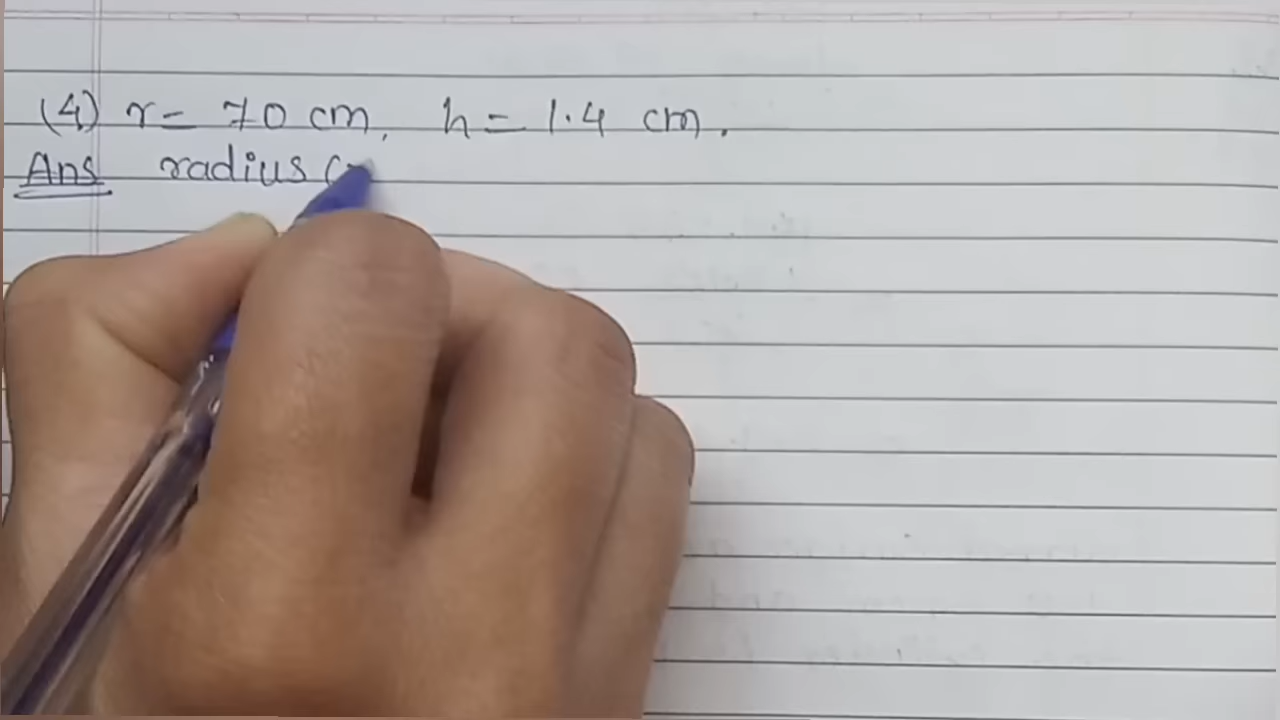 (4) r = 70 cm, h = 1.4 cm.
Ans radius (r